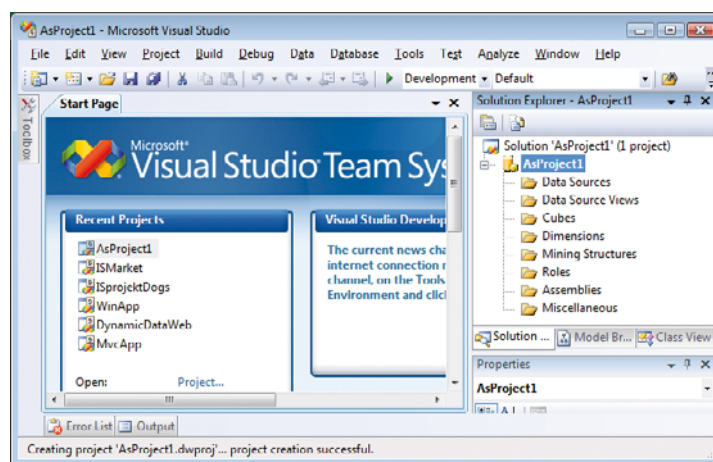 AsProject1 - Microsoft Visual Studio
File Edit View Project Build Debug Data Database Tools Test Analyze Window Help
Development Default
Toolbox
Start Page
Microsoft®
Visual Studio Team Sys
Recent Projects
AsProject1
ISMarket
ISprojektDogs
WinApp
DynamicDataWeb
MvcApp
Open: Project...
Visual Studio Develop
The current news cha
internet connection
channel, on the Tools
Environment and clic
Solution Explorer - AsProject1
Solution 'AsProject1' (1 project)
AsProject1
Data Sources
Data Source Views
Cubes
Dimensions
Mining Structures
Roles
Assemblies
Miscellaneous
Solution ... Model Br... Class View
Properties
AsProject1
Error List Output
Creating project 'AsProject1.dwproj'... project creation successful.